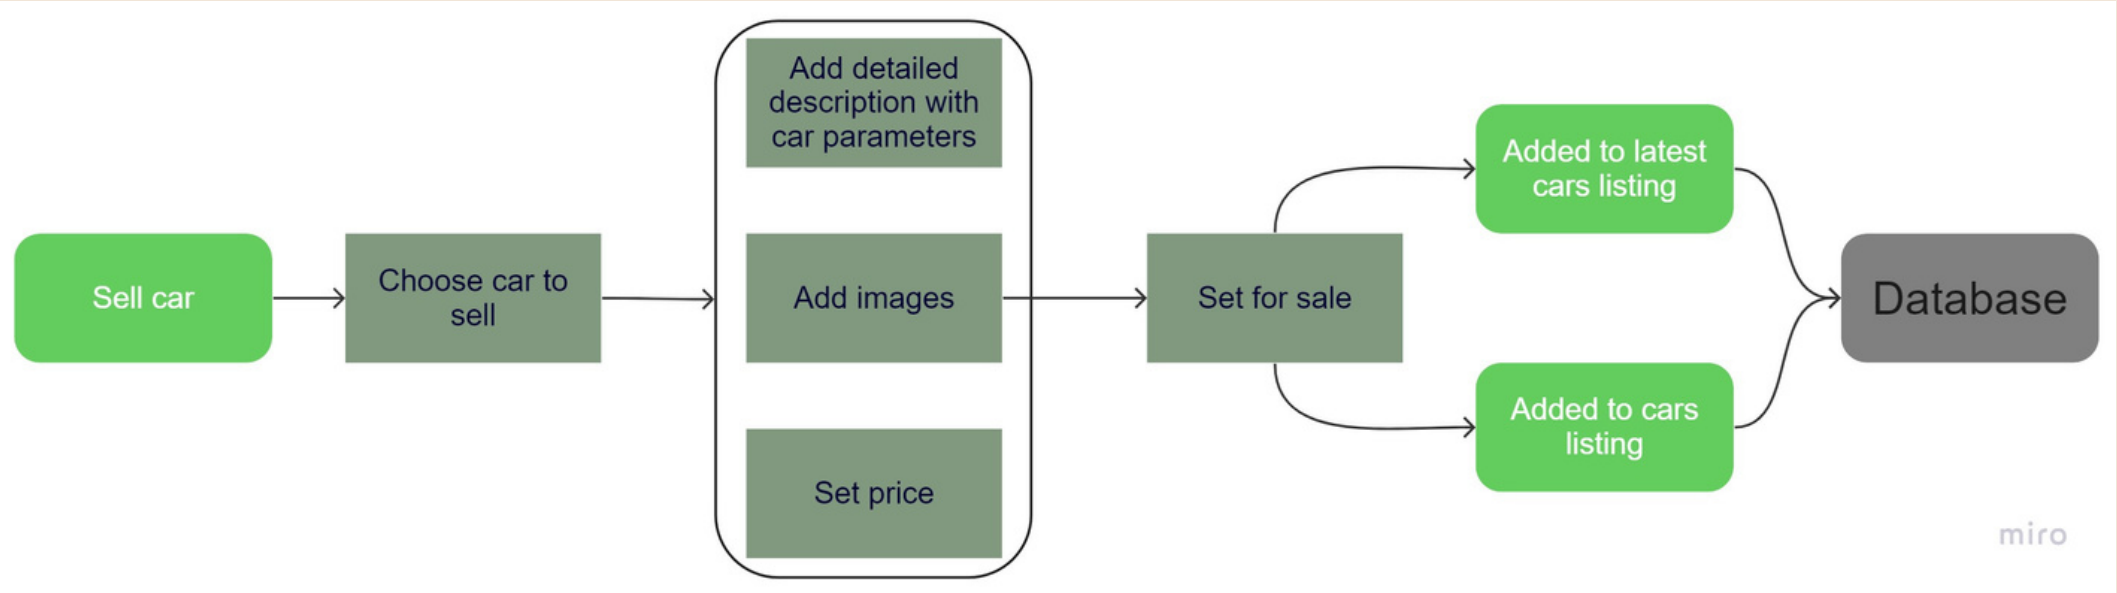 Sell car
Choose car to
sell
Add detailed
description with
car parameters
Add images
Set price
Set for sale
Added to latest
cars listing
Added to cars
listing
Database
miro